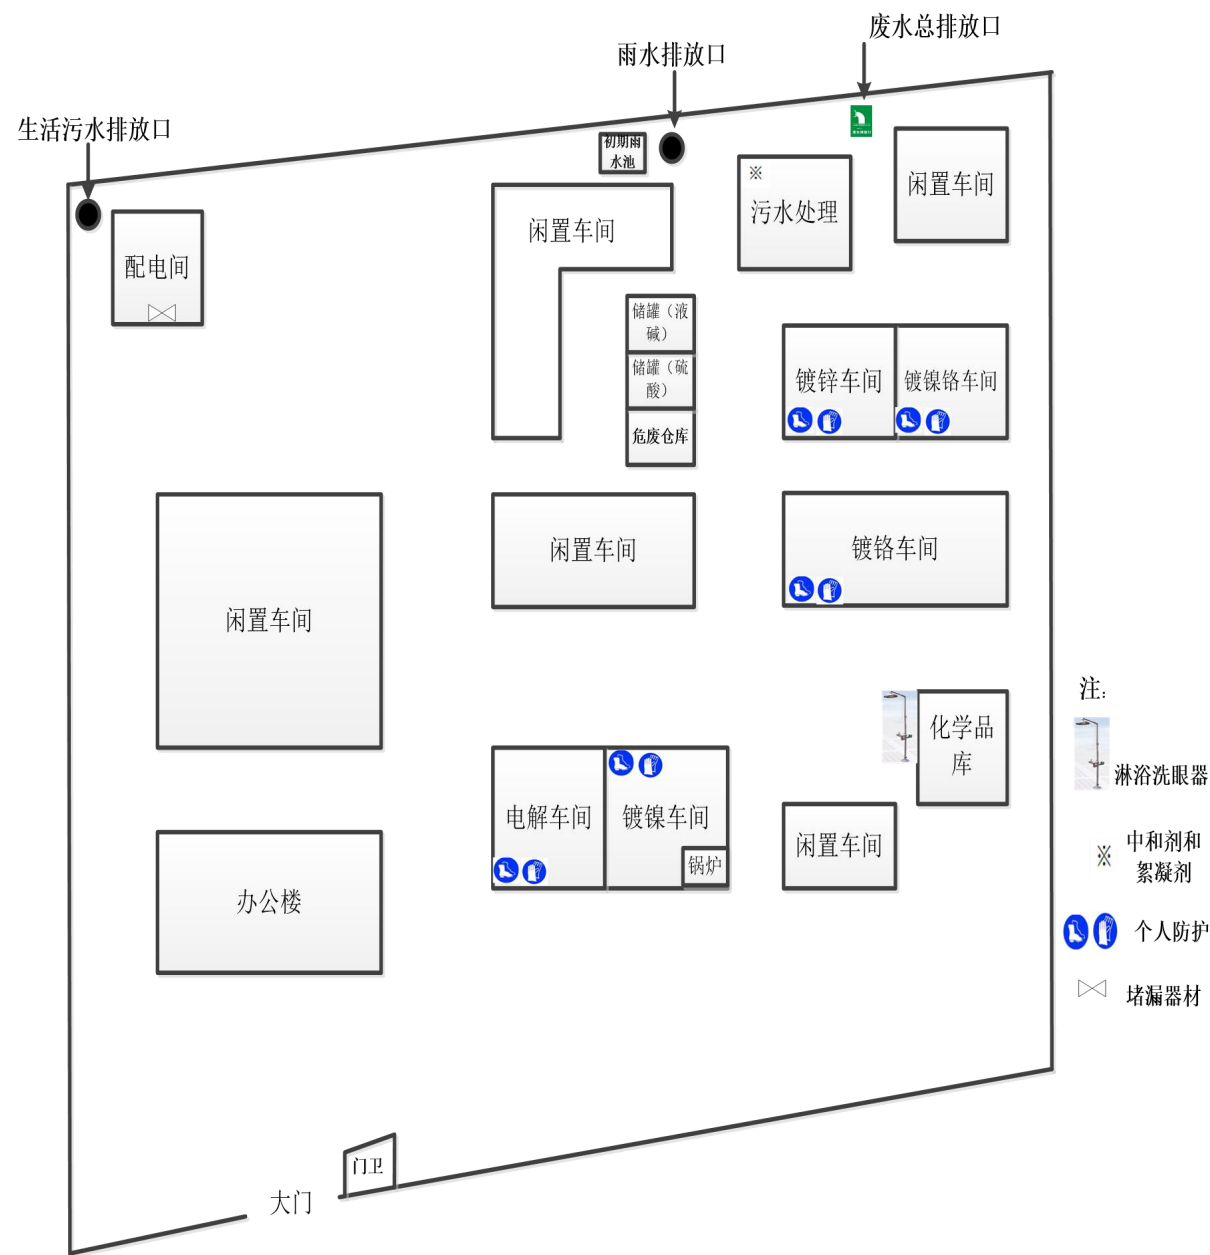 废水总排放口
雨水排放口
生活污水排放口
初期雨
水池
闲置车间
※
污水处理
闲置车间
配电间
储罐（液
碱）
储罐（硫
酸）
危废仓库
镀锌车间
镀镍铬车间
闲置车间
闲置车间
镀铬车间
注:
淋浴洗眼器
中和剂和
絮凝剂
个人防护
堵漏器材
化学品
库
电解车间
镀镍车间
锅炉
闲置车间
办公楼
门卫
大门